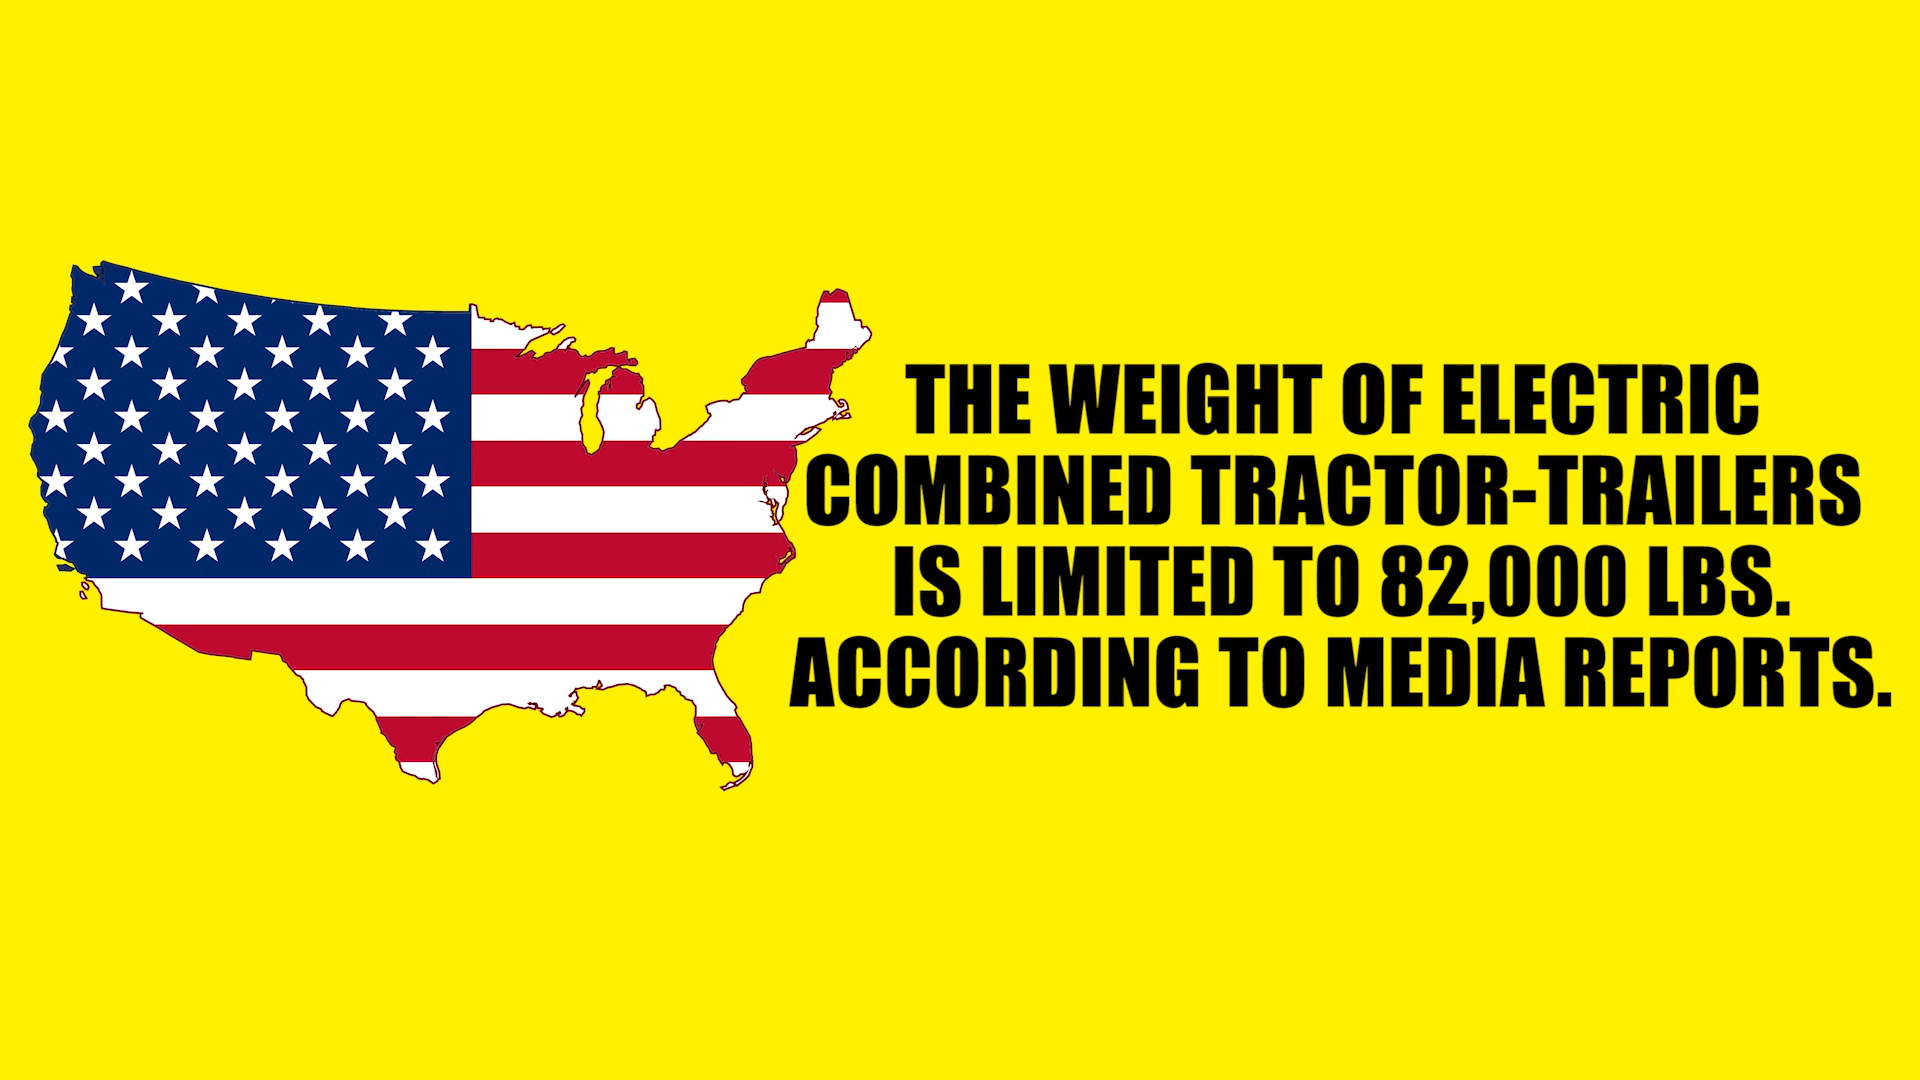 THE WEIGHT OF ELECTRIC
COMBINED TRACTOR-TRAILERS
IS LIMITED TO 82,000 LBS.
ACCORDING TO MEDIA REPORTS.